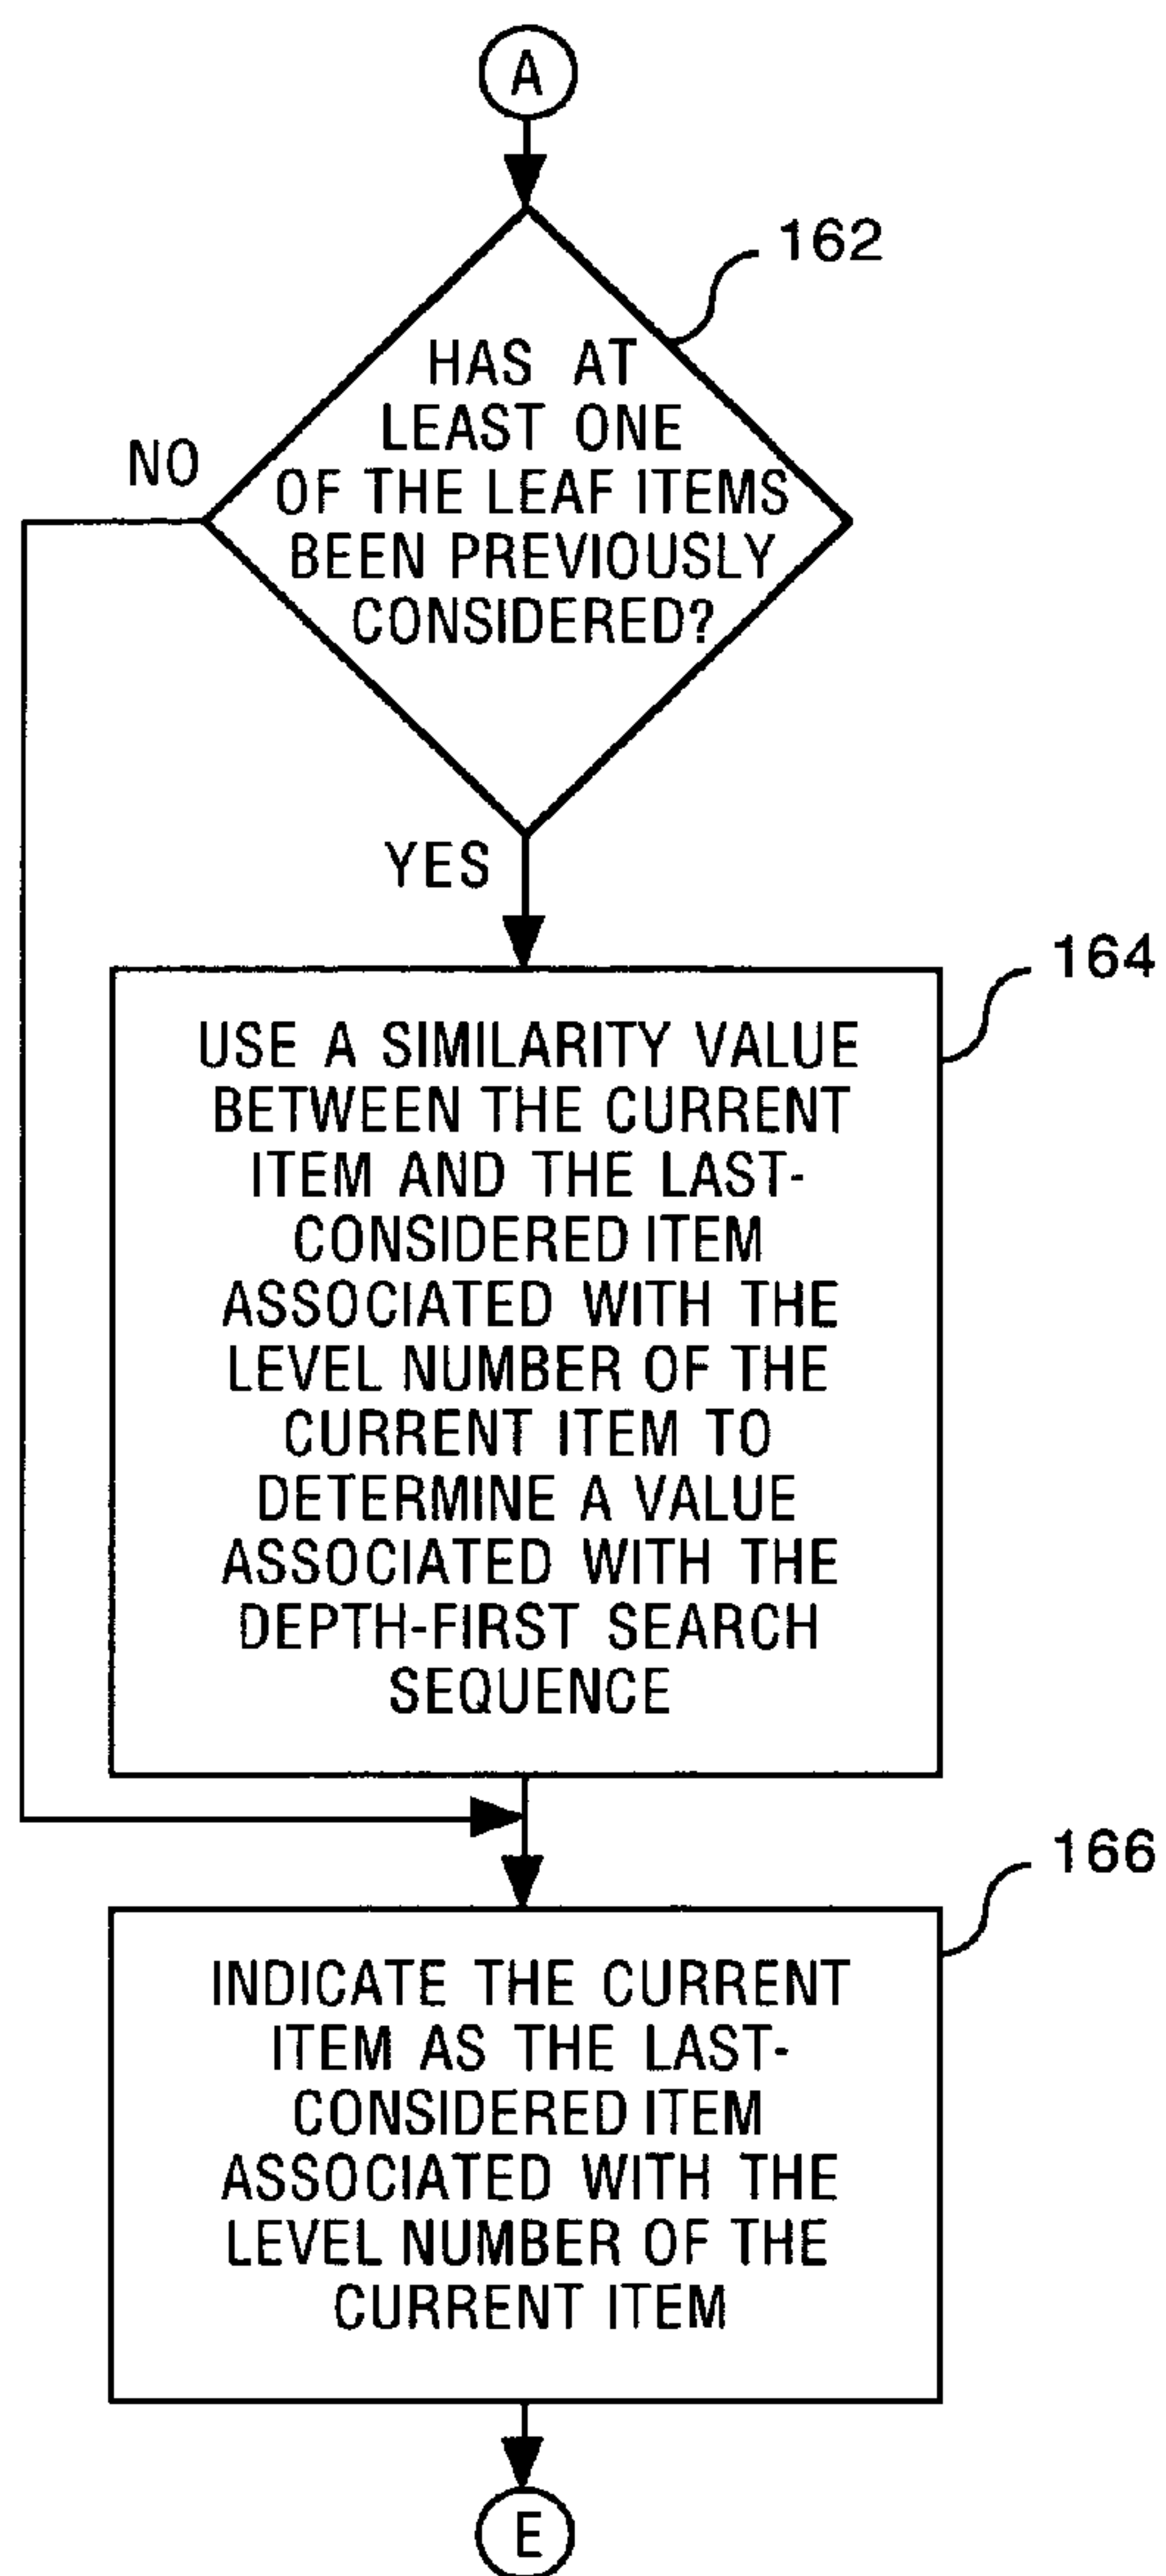 A
162
HAS AT
LEAST ONE
OF THE LEAF ITEMS
BEEN PREVIOUSLY
CONSIDERED?
NO
YES
164
USE A SIMILARITY VALUE
BETWEEN THE CURRENT
ITEM AND THE LAST-
CONSIDERED ITEM
ASSOCIATED WITH THE
LEVEL NUMBER OF THE
CURRENT ITEM TO
DETERMINE A VALUE
ASSOCIATED WITH THE
DEPTH-FIRST SEARCH
SEQUENCE
166
INDICATE THE CURRENT
ITEM AS THE LAST-
CONSIDERED ITEM
ASSOCIATED WITH THE
LEVEL NUMBER OF THE
CURRENT ITEM
E